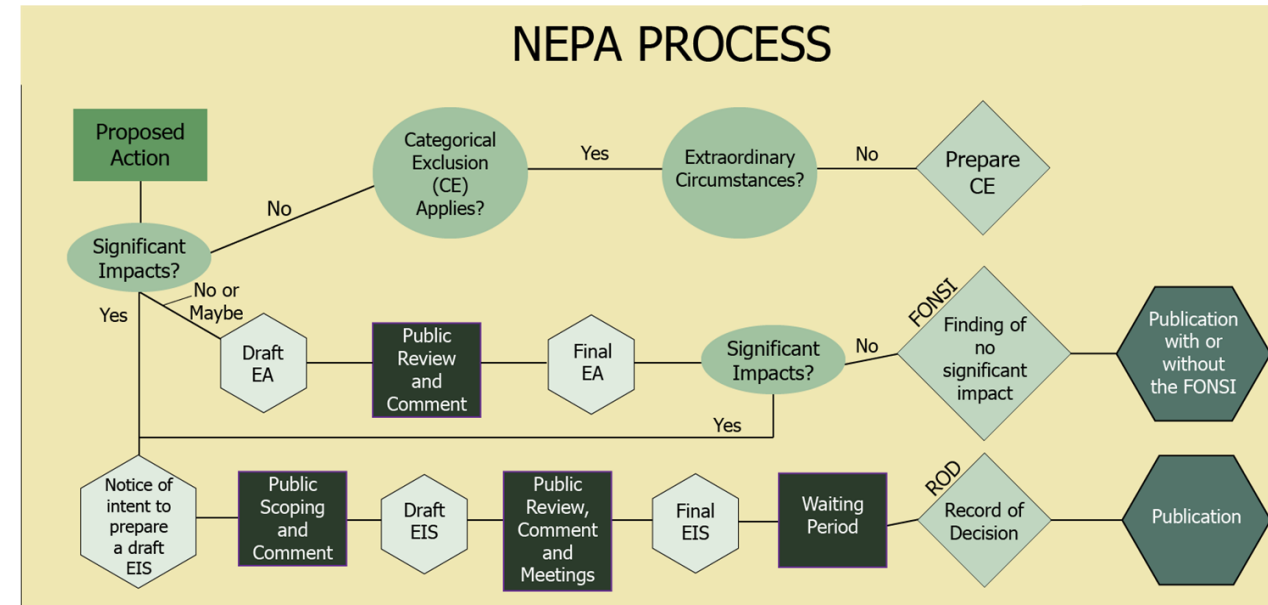 NEPA PROCESS
Proposed
Action
Categorical
Exclusion
(CE)
Applies?
Yes
Extraordinary
Circumstances?
No
Prepare
CE
No
Significant
Impacts?
No or
Maybe
Yes
Draft
EA
Public
Review
and
Comment
Final
EA
Significant
Impacts?
No
Yes
FONSI
Finding of
no
significant
impact
Publication
with or
without
the FONSI
Notice of
intent to
prepare
a draft
EIS
Public
Scoping
and
Comment
Draft
EIS
Public
Review,
Comment
and
Meetings
Final
EIS
Waiting
Period
ROD
Record of
Decision
Publication